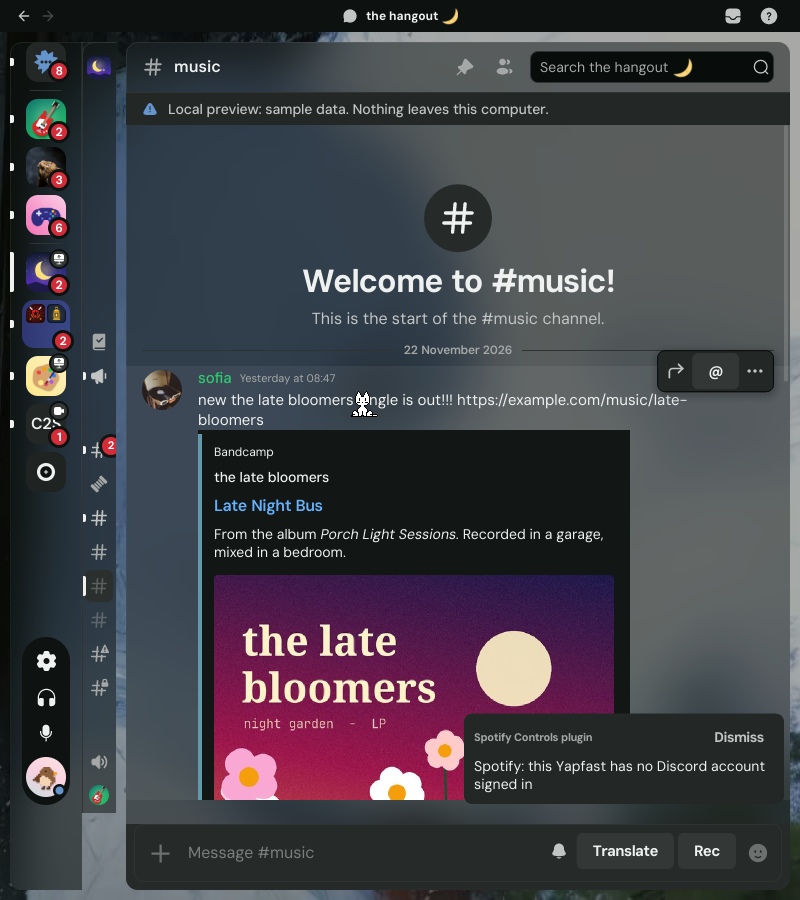 the hangout 🌙
8
# music
Search the hangout 🌙
2
Local preview: sample data. Nothing leaves this computer.
3
6
Welcome to #music!
This is the start of the #music channel.
2
22 November 2026
2
sofia Yesterday at 08:47
@
new the late bloomers single is out!!! https://example.com/music/late-
bloomers
C2S
1
2
Bandcamp
the late bloomers
Late Night Bus
From the album Porch Light Sessions. Recorded in a garage,
mixed in a bedroom.
the late
bloomers
night garden - LP
Spotify Controls plugin
Dismiss
Spotify: this Yapfast has no Discord account
signed in
Message #music
Translate
Rec